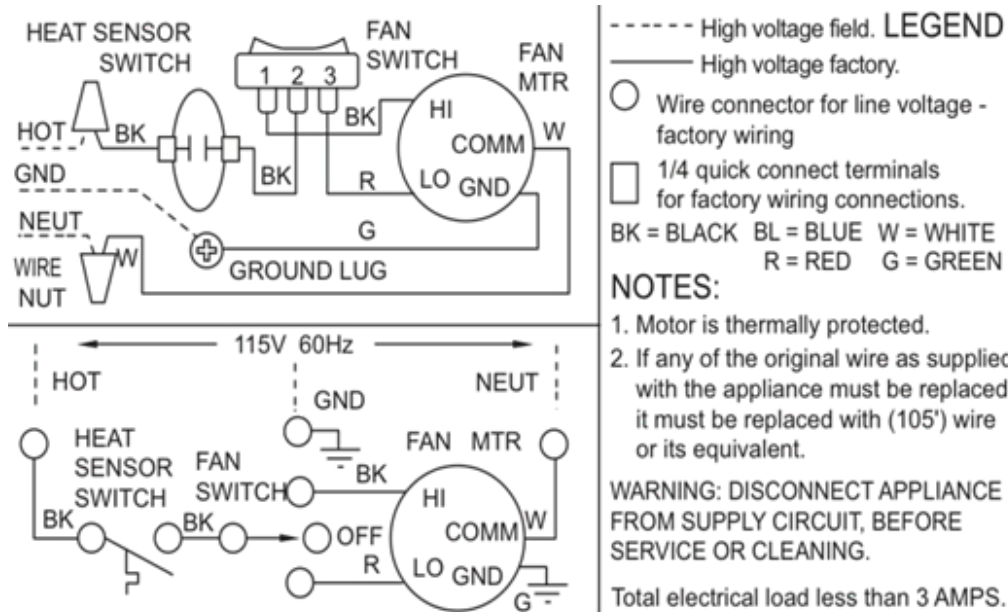 HEAT SENSOR
SWITCH
FAN
SWITCH
1 2 3
FAN
MTR
HI
BK
COMM
W
HOT
BK
GND
BK
R
LO
GND
NEUT
G
W
WIRE
NUT
GROUND LUG
115V 60Hz
HOT
NEUT
GND
HEAT
SENSOR
SWITCH
FAN
SWITCH
FAN MTR
BK
HI
BK
BK
OFF
COMM
W
R
LO
GND
G
High voltage field. LEGEND
High voltage factory.
Wire connector for line voltage -
factory wiring
1/4 quick connect terminals
for factory wiring connections.
BK = BLACK BL = BLUE W = WHITE
R = RED G = GREEN
NOTES:
1. Motor is thermally protected.
2. If any of the original wire as supplied
with the appliance must be replaced
it must be replaced with (105') wire
or its equivalent.
WARNING: DISCONNECT APPLIANCE
FROM SUPPLY CIRCUIT, BEFORE
SERVICE OR CLEANING.
Total electrical load less than 3 AMPS.